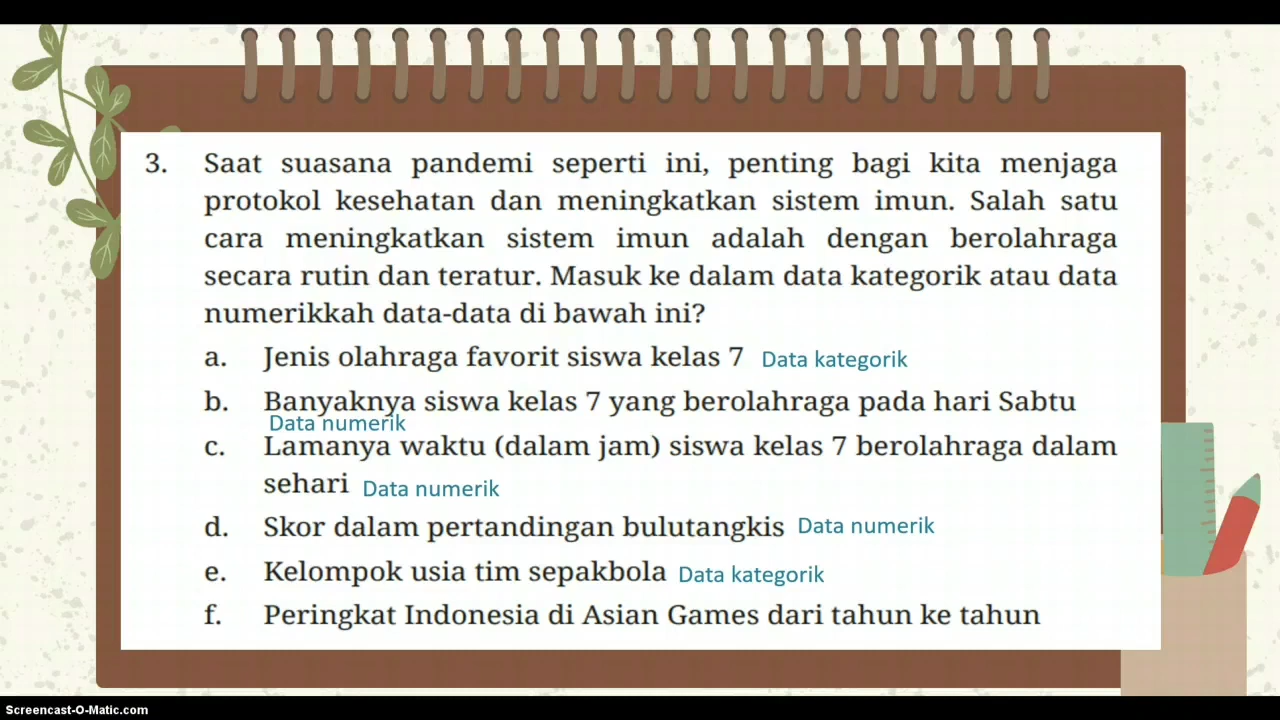 3. Saat suasana pandemi seperti ini, penting bagi kita menjaga
protokol kesehatan dan meningkatkan sistem imun. Salah satu
cara meningkatkan sistem imun adalah dengan berolahraga
secara rutin dan teratur. Masuk ke dalam data kategorik atau data
numerikkah data-data di bawah ini?
a. Jenis olahraga favorit siswa kelas 7 Data kategorik
b. Banyaknya siswa kelas 7 yang berolahraga pada hari Sabtu
Data numerik
c. Lamanya waktu (dalam jam) siswa kelas 7 berolahraga dalam
sehari Data numerik
d. Skor dalam pertandingan bulutangkis Data numerik
e. Kelompok usia tim sepakbola Data kategorik
f. Peringkat Indonesia di Asian Games dari tahun ke tahun
Screencast-O-Matic.com